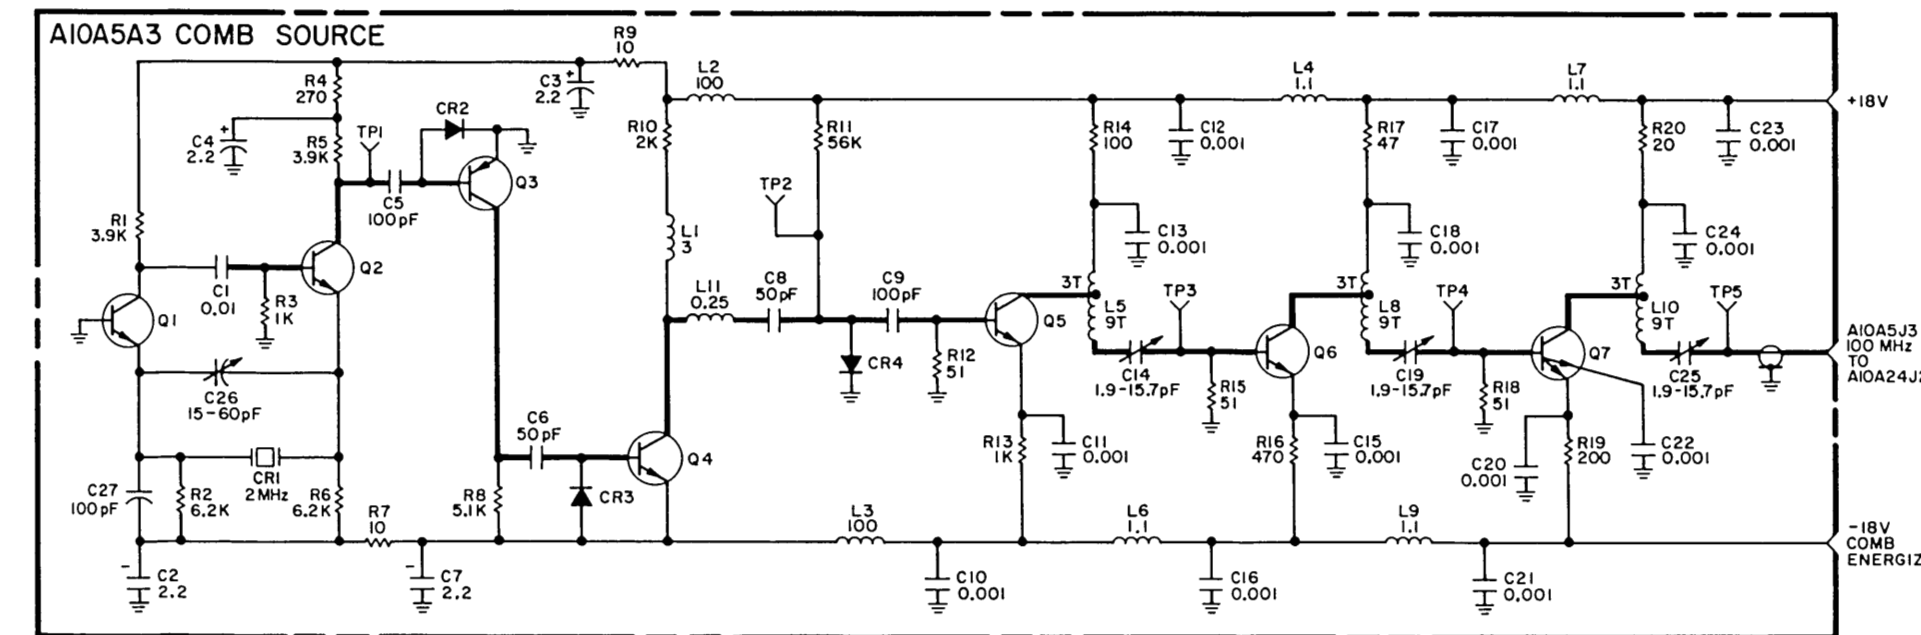 A10A5A3 COMB SOURCE
R9
10
C3
+
2.2
L2
100
L4
1.1
L7
1.1
+18V
R4
270
CR2
TP1
C4
+
2.2
R5
3.9K
C5
100pF
Q3
R10
2K
R11
56K
R14
100
C12
0.001
R17
47
C17
0.001
R20
20
C23
0.001
TP2
R1
3.9K
L1
3
C13
0.001
C18
0.001
C24
0.001
Q2
C1
0.01
R3
1K
L11
0.25
C8
50pF
C9
100pF
3T
L5
9T
TP3
3T
L8
9T
TP4
3T
L10
9T
TP5
Q1
Q5
Q6
Q7
A10A5J3
100 MHz
TO
A10A24J2
CR4
R12
51
C14
1.9-15.7pF
R15
51
C19
1.9-15.7pF
R18
51
C25
1.9-15.7pF
C26
15-60pF
C6
50pF
Q4
R13
1K
C11
0.001
R16
470
C15
0.001
C20
0.001
R19
200
C22
0.001
CR1
2MHz
C27
100pF
R2
6.2K
R6
6.2K
R7
10
R8
5.1K
CR3
L3
100
L6
1.1
L9
1.1
-18V
COMB
ENERGIZ
-
C2
2.2
-
C7
2.2
C10
0.001
C16
0.001
C21
0.001